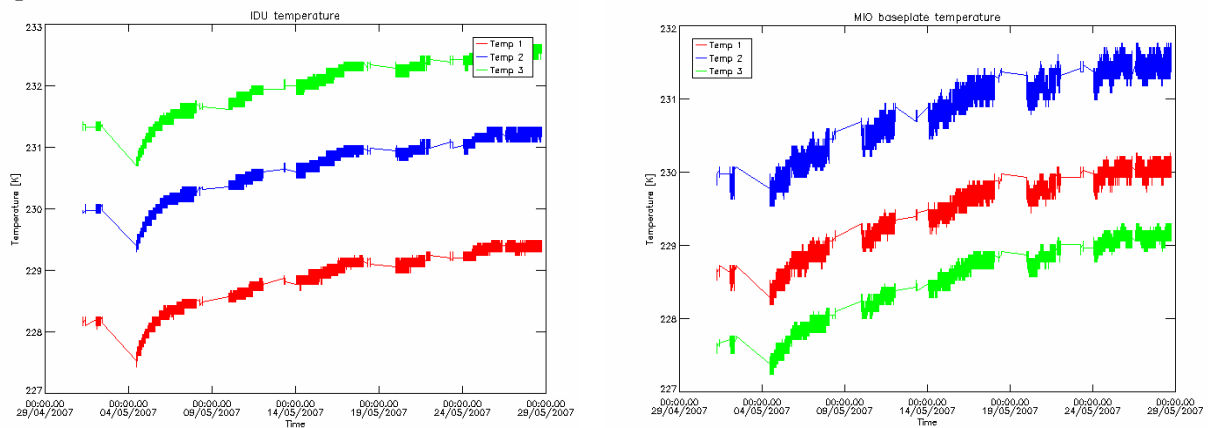 IDU temperature
233
232
231
230
229
228
227
Temperature [K]
Temp 1
Temp 2
Temp 3
00:00.00 00:00.00 00:00.00 00:00.00 00:00.00 00:00.00 00:00.00
29/04/2007 04/05/2007 09/05/2007 14/05/2007 19/05/2007 24/05/2007 29/05/2007
Time
MIO baseplate temperature
232
231
230
229
228
227
Temperature [K]
Temp 1
Temp 2
Temp 3
00:00.00 00:00.00 00:00.00 00:00.00 00:00.00 00:00.00 00:00.00
29/04/2007 04/05/2007 09/05/2007 14/05/2007 19/05/2007 24/05/2007 29/05/2007
Time